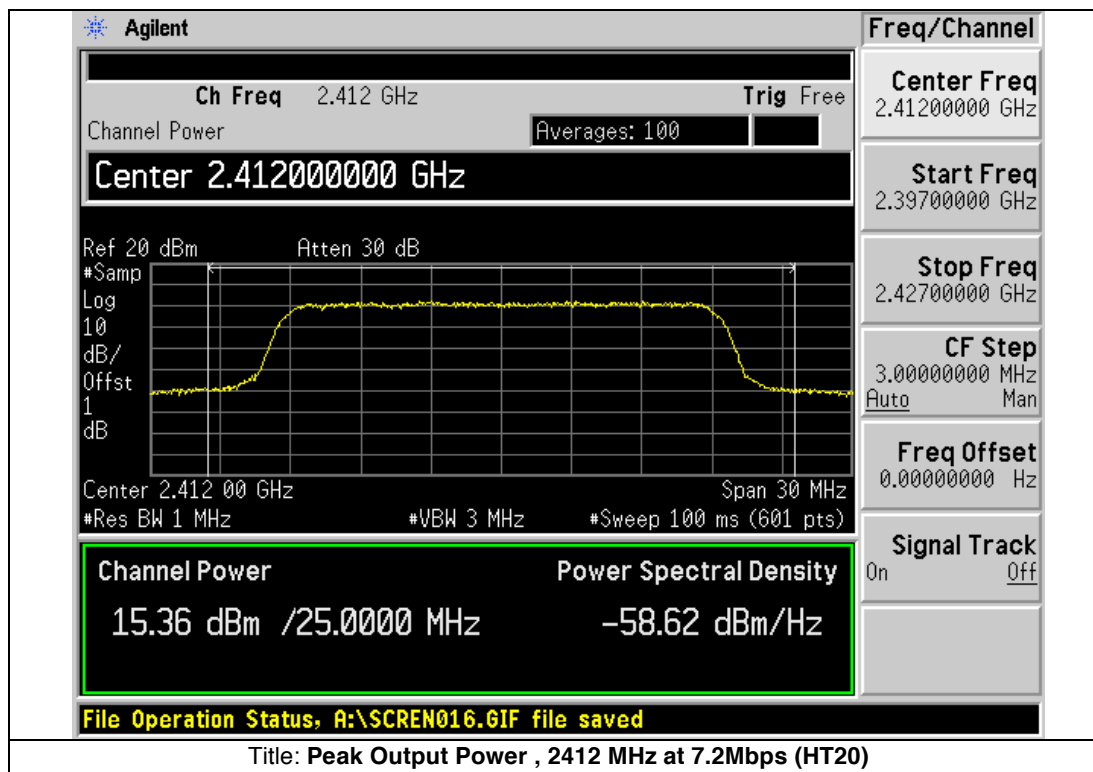 Agilent
Freq/Channel
Ch Freq 2.412 GHz Trig Free
Channel Power Averages: 100
Center 2.412000000 GHz
Ref 20 dBm Atten 30 dB
#Samp
Log
10
dB/
Offst
1
dB
Center 2.412 00 GHz Span 30 MHz
#Res BW 1 MHz #VBW 3 MHz #Sweep 100 ms (601 pts)
Channel Power Power Spectral Density
15.36 dBm /25.0000 MHz -58.62 dBm/Hz
File Operation Status, A:\SCREN016.GIF file saved
Center Freq
2.41200000 GHz
Start Freq
2.39700000 GHz
Stop Freq
2.42700000 GHz
CF Step
3.00000000 MHz
Auto Man
Freq Offset
0.00000000 Hz
Signal Track
On Off
Title: Peak Output Power , 2412 MHz at 7.2Mbps (HT20)